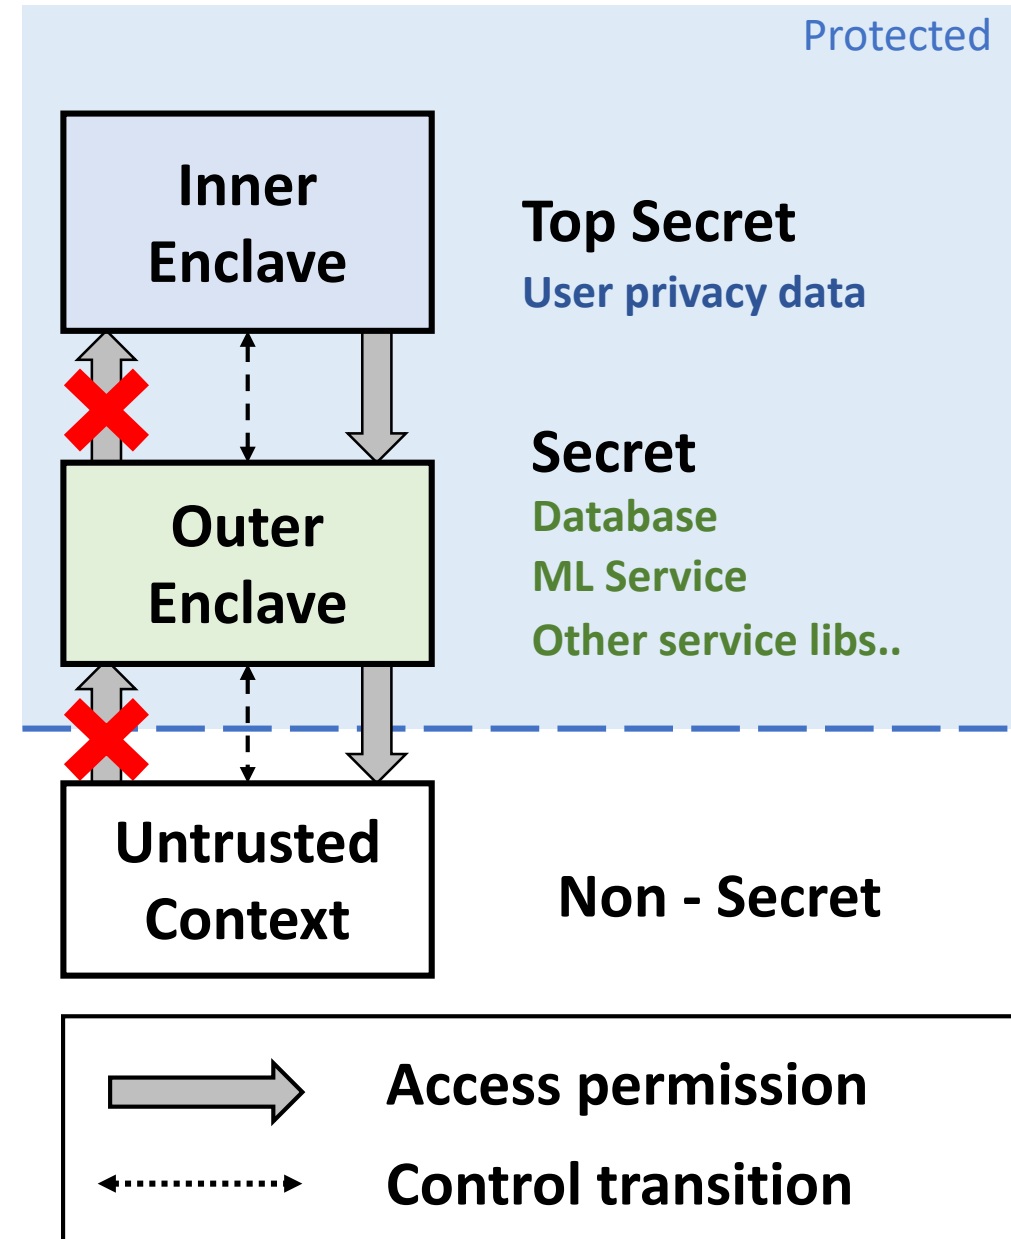 Protected
Inner
Enclave
Top Secret
User privacy data
Outer
Enclave
Secret
Database
ML Service
Other service libs..
Untrusted
Context
Non - Secret
Access permission
Control transition